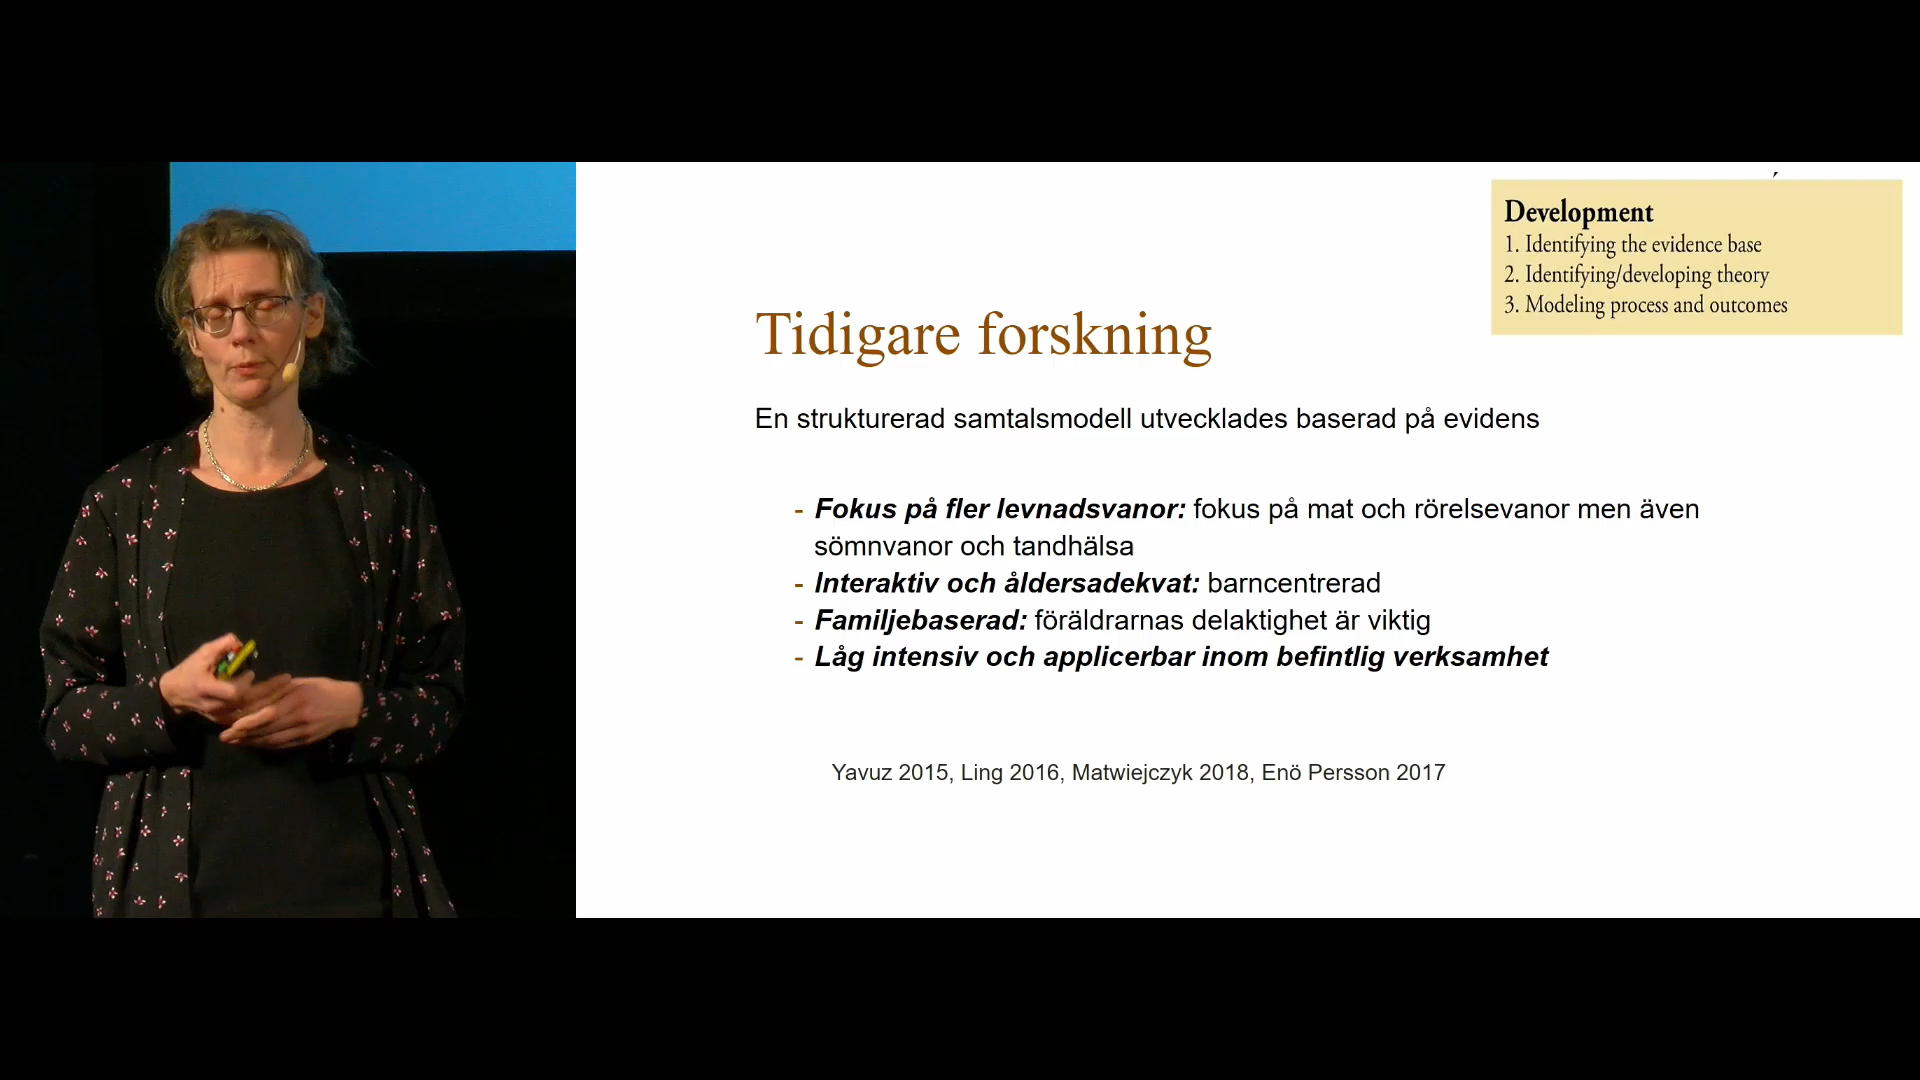 Development
1. Identifying the evidence base
2. Identifying/developing theory
3. Modeling process and outcomes
Tidigare forskning
En strukturerad samtalsmodell utvecklades baserad på evidens
- Fokus på fler levnadsvanor: fokus på mat och rörelsevanor men även
sömnvanor och tandhälsa
- Interaktiv och åldersadekvat: barncentrerad
- Familjebaserad: föräldrarnas delaktighet är viktig
- Låg intensiv och applicerbar inom befintlig verksamhet
Yavuz 2015, Ling 2016, Matwiejczyk 2018, Enö Persson 2017